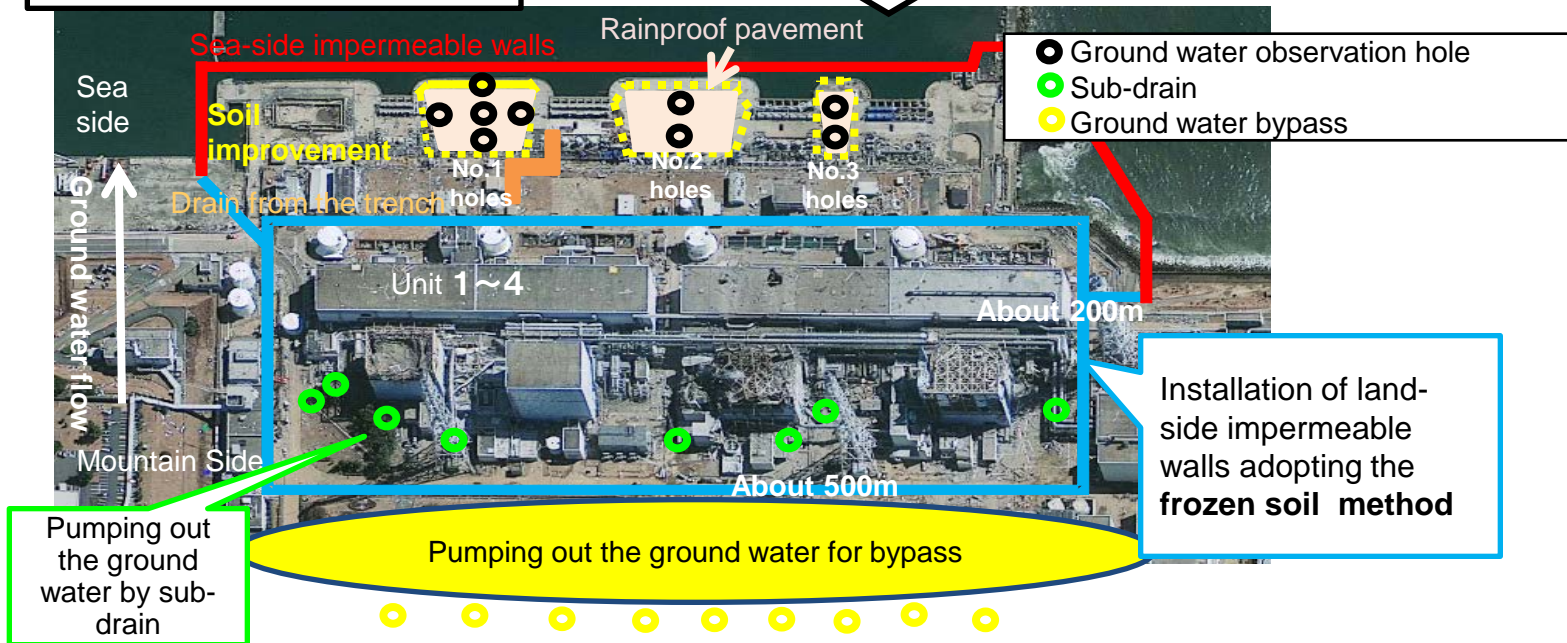 Sea-side impermeable walls
Rainproof pavement
Ground water observation hole
Sub-drain
Ground water bypass
Sea
side
Soil
improvement
No.1
holes
No.2
holes
No.3
holes
Drain from the trench
Ground water flow
Unit 1～4
About 200m
Mountain Side
About 500m
Installation of land-
side impermeable
walls adopting the
frozen soil method
Pumping out
the ground
water by sub-
drain
Pumping out the ground water for bypass